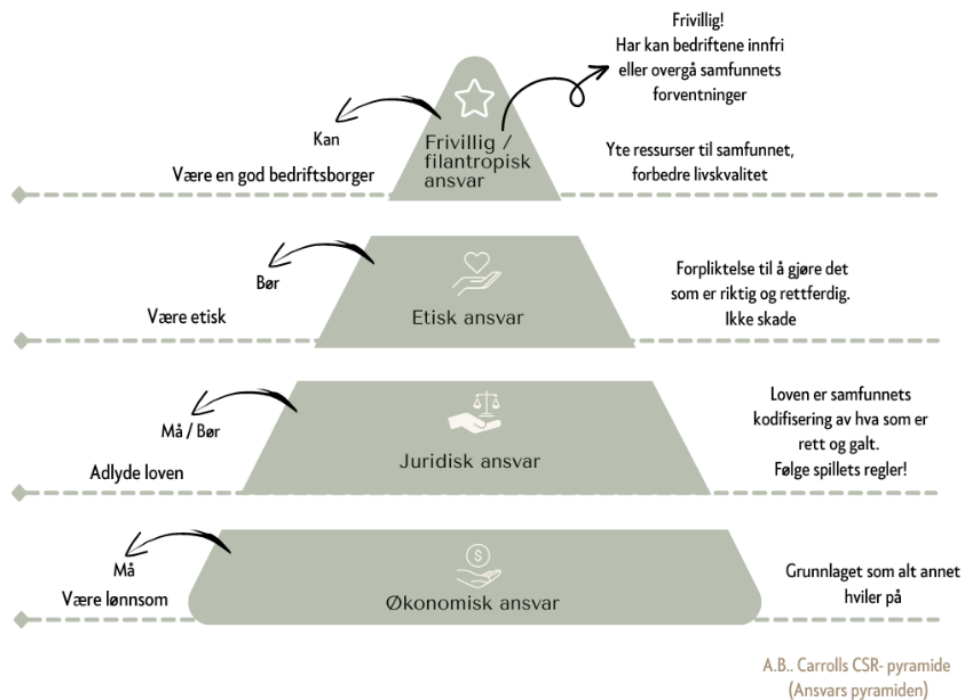 Frivillig!
Har kan bedriftene innfri
eller overgå samfunnets
forventninger
Kan
Være en god bedriftsborger
Frivillig /
filantropisk
ansvar
Yte ressurser til samfunnet,
forbedre livskvalitet
Bør
Være etisk
Etisk ansvar
Forpliktelse til å gjøre det
som er riktig og rettferdig.
Ikke skade
Må / Bør
Adlyde loven
Juridisk ansvar
Loven er samfunnets
kodifisering av hva som er
rett og galt.
Følge spillets regler!
Må
Være lønnsom
$
Økonomisk ansvar
Grunnlaget som alt annet
hviler på
A.B.. Carrolls CSR- pyramide
(Ansvars pyramiden)